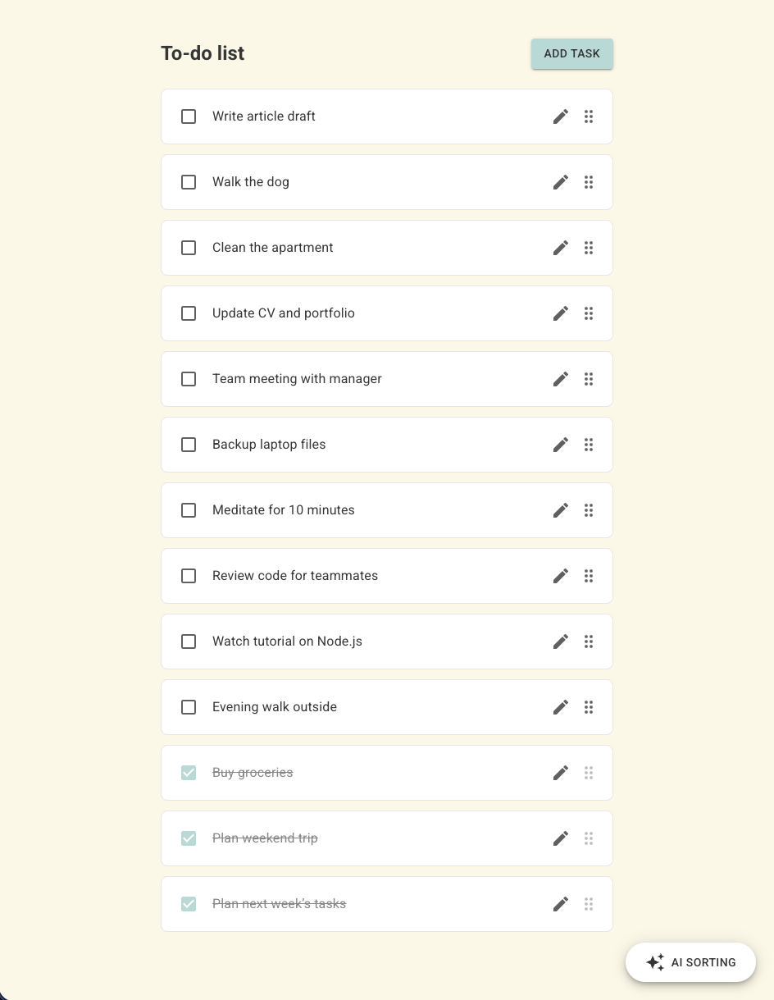 To-do list
ADD TASK
Write article draft
Walk the dog
Clean the apartment
Update CV and portfolio
Team meeting with manager
Backup laptop files
Meditate for 10 minutes
Review code for teammates
Watch tutorial on Node.js
Evening walk outside
Buy groceries
Plan weekend trip
Plan next week’s tasks
AI SORTING